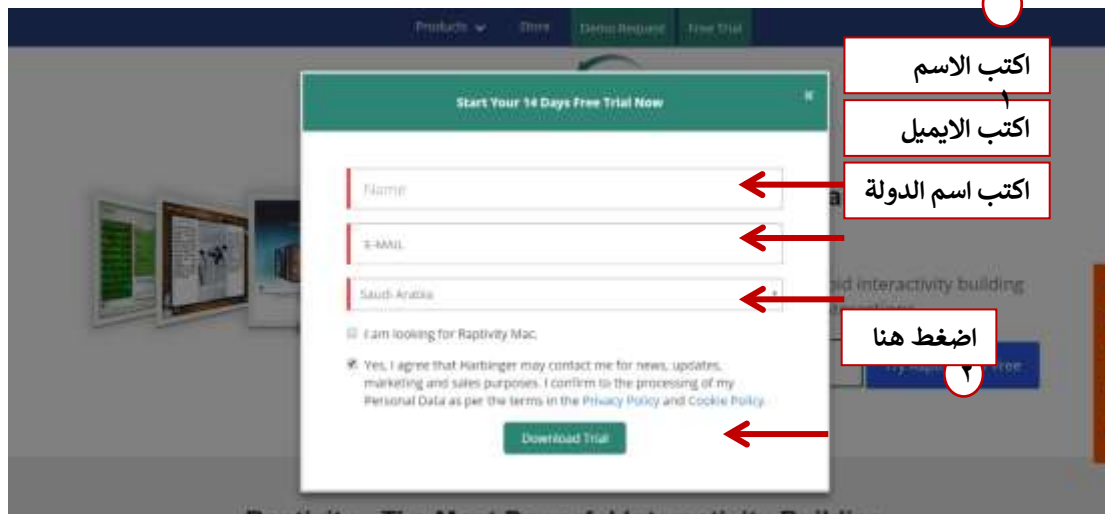 Products Store Demo Request Free Trial
اكتب الاسم
١
اكتب الايميل
اكتب اسم الدولة
Start Your 14 Days Free Trial Now
Name
E-MAIL
Saudi Arabia
I am looking for Raptivity Mac.
Yes, I agree that Harbinger may contact me for news, updates,
marketing and sales purposes. I confirm to the processing of my
Personal Data as per the terms in the Privacy Policy and Cookie Policy.
Download Trial
interactivity building
اضغط هنا
٢
Try Free